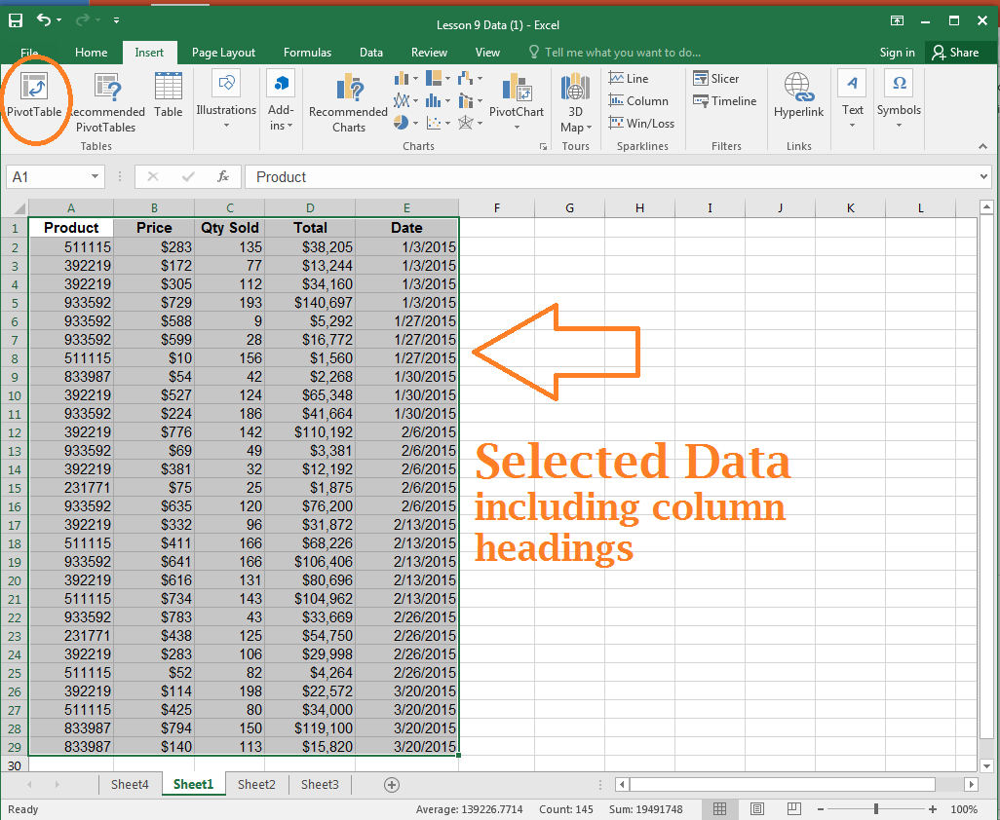 Lesson 9 Data (1) - Excel
File Home Insert Page Layout Formulas Data Review View Tell me what you want to do... Sign in Share
PivotTable Recommended PivotTables Table Illustrations Add-ins Recommended Charts PivotChart 3D Map Line Column Win/Loss Slicer Timeline Hyperlink Text Symbols
Tables Charts Tours Sparklines Filters Links
A1 fx Product
A B C D E F G H I J K L
1 Product Price Qty Sold Total Date
2 511115 $283 135 $38,205 1/3/2015
3 392219 $172 77 $13,244 1/3/2015
4 392219 $305 112 $34,160 1/3/2015
5 933592 $729 193 $140,697 1/3/2015
6 933592 $588 9 $5,292 1/27/2015
7 933592 $599 28 $16,772 1/27/2015
8 511115 $10 156 $1,560 1/27/2015
9 833987 $54 42 $2,268 1/30/2015
10 392219 $527 124 $65,348 1/30/2015
11 933592 $224 186 $41,664 1/30/2015
12 392219 $776 142 $110,192 2/6/2015
13 933592 $69 49 $3,381 2/6/2015
14 392219 $381 32 $12,192 2/6/2015
15 231771 $75 25 $1,875 2/6/2015
16 933592 $635 120 $76,200 2/6/2015
17 392219 $332 96 $31,872 2/13/2015
18 511115 $411 166 $68,226 2/13/2015
19 933592 $641 166 $106,406 2/13/2015
20 392219 $616 131 $80,696 2/13/2015
21 511115 $734 143 $104,962 2/13/2015
22 933592 $783 43 $33,669 2/26/2015
23 231771 $438 125 $54,750 2/26/2015
24 392219 $283 106 $29,998 2/26/2015
25 511115 $52 82 $4,264 2/26/2015
26 392219 $114 198 $22,572 3/20/2015
27 511115 $425 80 $34,000 3/20/2015
28 833987 $794 150 $119,100 3/20/2015
29 833987 $140 113 $15,820 3/20/2015
30
Selected Data
including column
headings
Sheet4 Sheet1 Sheet2 Sheet3
Ready Average: 139226.7714 Count: 145 Sum: 19491748 100%